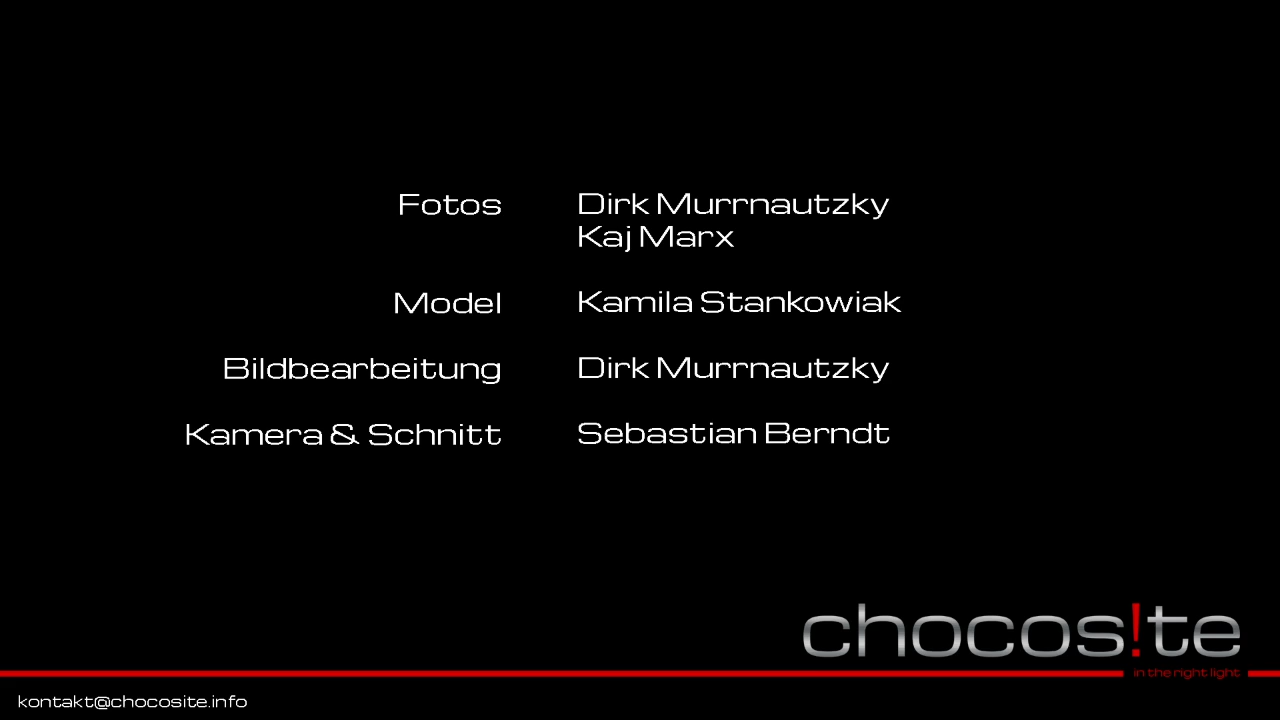 Fotos Dirk Murrnautzky
Kaj Marx
Model Kamila Stankowiak
Bildbearbeitung Dirk Murrnautzky
Kamera & Schnitt Sebastian Berndt
chocos!te
in the right light
kontakt@chocosite.info